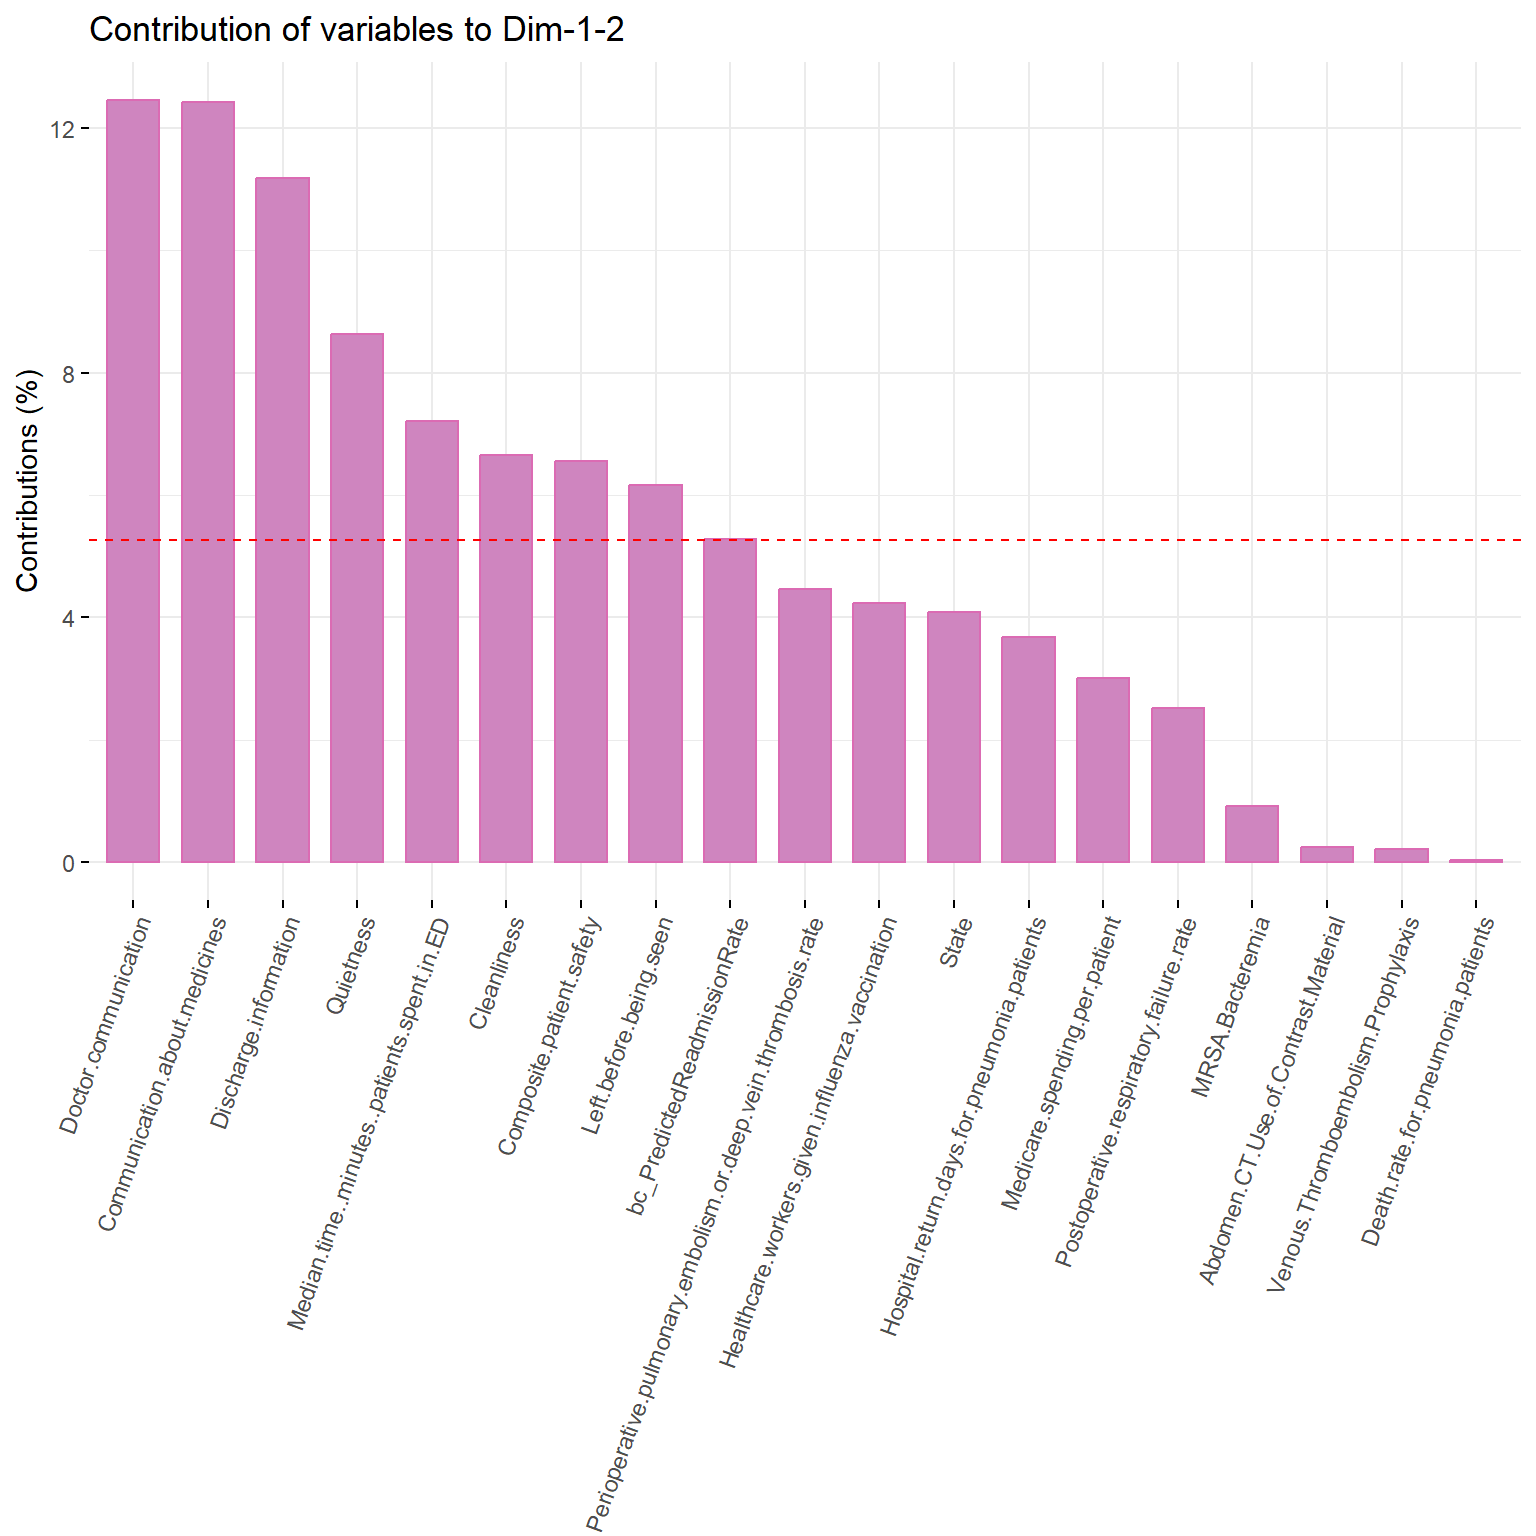 Contribution of variables to Dim-1-2
Contributions (%)
12
8
4
0
Doctor.communication
Communication.about.medicines
Discharge.information
Quietness
Median.time..minutes..patients.spent.in.ED
Cleanliness
Composite.patient.safety
Left.before.being.seen
bc_PredictedReadmissionRate
Perioperative.pulmonary.embolism.or.deep.vein.thrombosis.rate
Healthcare.workers.given.influenza.vaccination
State
Hospital.return.days.for.pneumonia.patients
Medicare.spending.per.patient
Postoperative.respiratory.failure.rate
MRSA.Bacteremia
Abdomen.CT.Use.of.Contrast.Material
Venous.Thromboembolism.Prophylaxis
Death.rate.for.pneumonia.patients